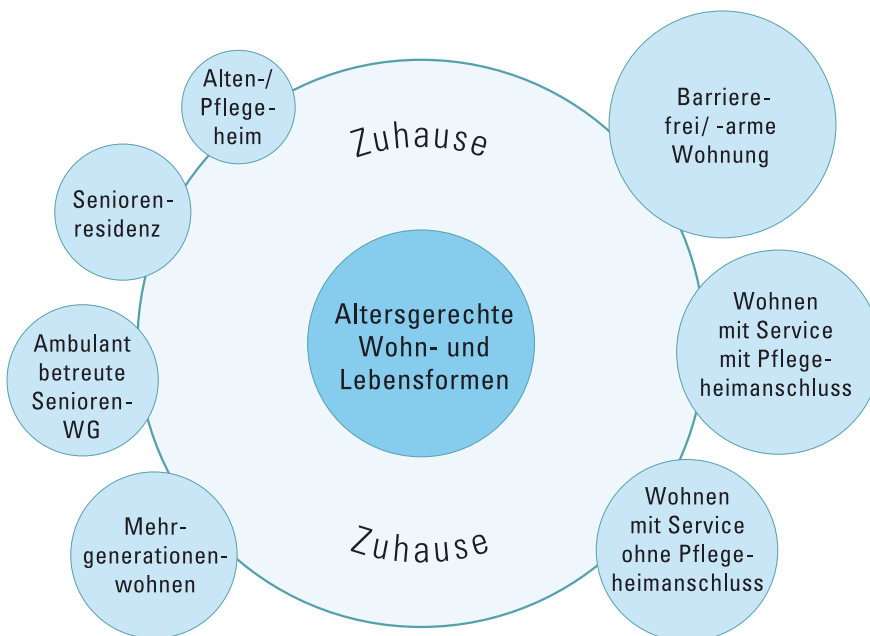 Alten-/
Pflege-
heim
Zuhause
Barriere-
frei/ -arme
Wohnung
Senioren-
residenz
Altersgerechte
Wohn- und
Lebensformen
Wohnen
mit Service
mit Pflege-
heimanschluss
Ambulant
betreute
Senioren-
WG
Mehr-
generationen-
wohnen
Zuhause
Wohnen
mit Service
ohne Pflege-
heimanschluss